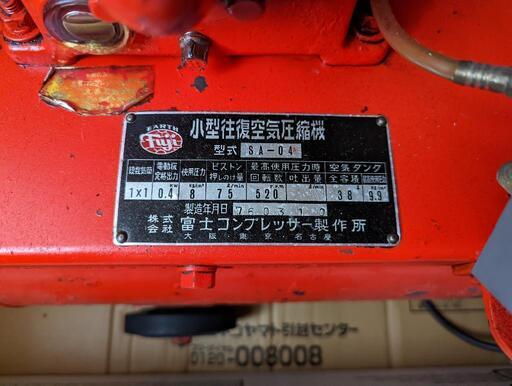 EARTH
Fuji
小型往復空気圧縮機
型式 SA-04
電動機 ピストン 最高使用圧力時 空気タンク
定格出力 使用圧力 押しのけ量 回転数 吐出量 全容積
kW kg/cm² ℓ/min
1×1 0.4 8 75 520 38 9.9
製造年月日 760312
株式会社 富士コンプレッサー製作所
大阪・東京・名古屋
ヤマト引越センター
0120-008008